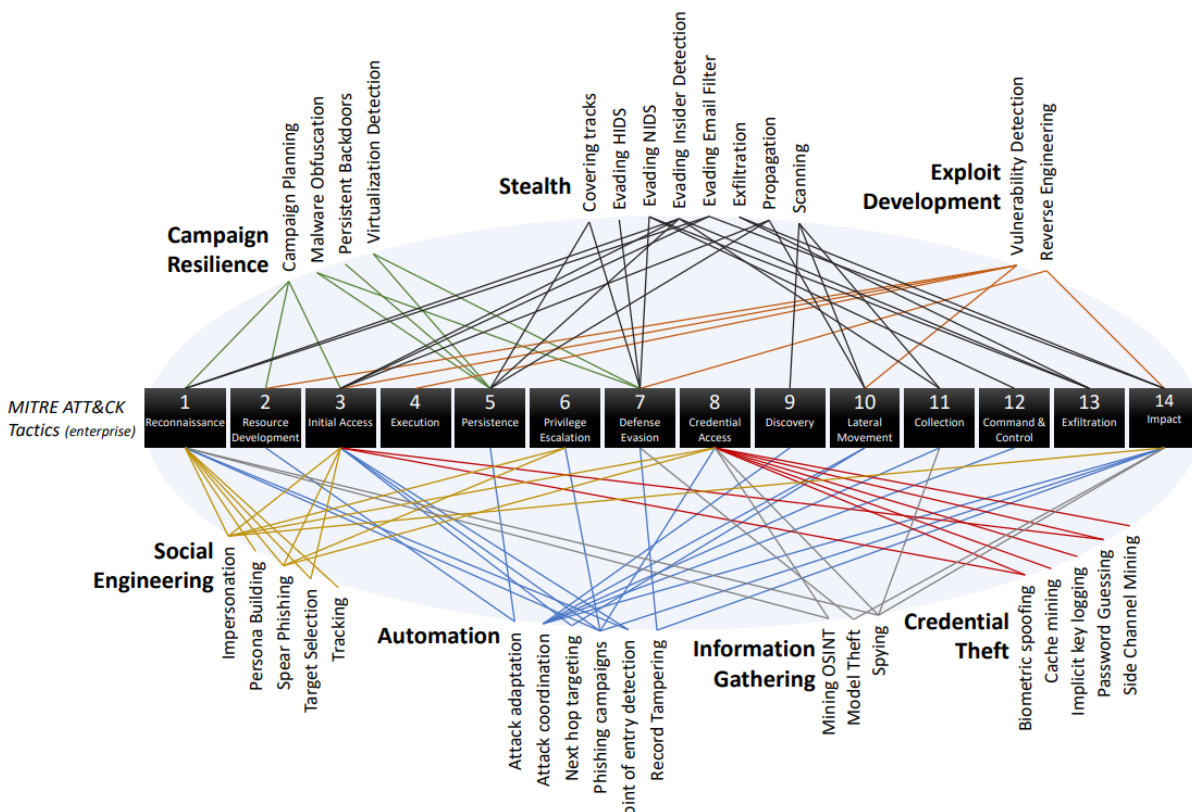 Campaign
Resilience
Campaign Planning
Malware Obfuscation
Persistent Backdoors
Virtualization Detection
Stealth
Covering tracks
Evading HIDS
Evading NIDS
Evading Insider Detection
Evading Email Filter
Exfiltration
Propagation
Scanning
Exploit
Development
Vulnerability Detection
Reverse Engineering
MITRE ATT&CK
Tactics (enterprise)
1
Reconnaissance
2
Resource
Development
3
Initial Access
4
Execution
5
Persistence
6
Privilege
Escalation
7
Defense
Evasion
8
Credential
Access
9
Discovery
10
Lateral
Movement
11
Collection
12
Command &
Control
13
Exfiltration
14
Impact
Social
Engineering
Impersonation
Persona Building
Spear Phishing
Target Selection
Tracking
Automation
Attack adaptation
Attack coordination
Next hop targeting
Phishing campaigns
oint of entry detection
Record Tampering
Information
Gathering
Mining OSINT
Model Theft
Spying
Credential
Theft
Biometric spoofing
Cache mining
Implicit key logging
Password Guessing
Side Channel Mining